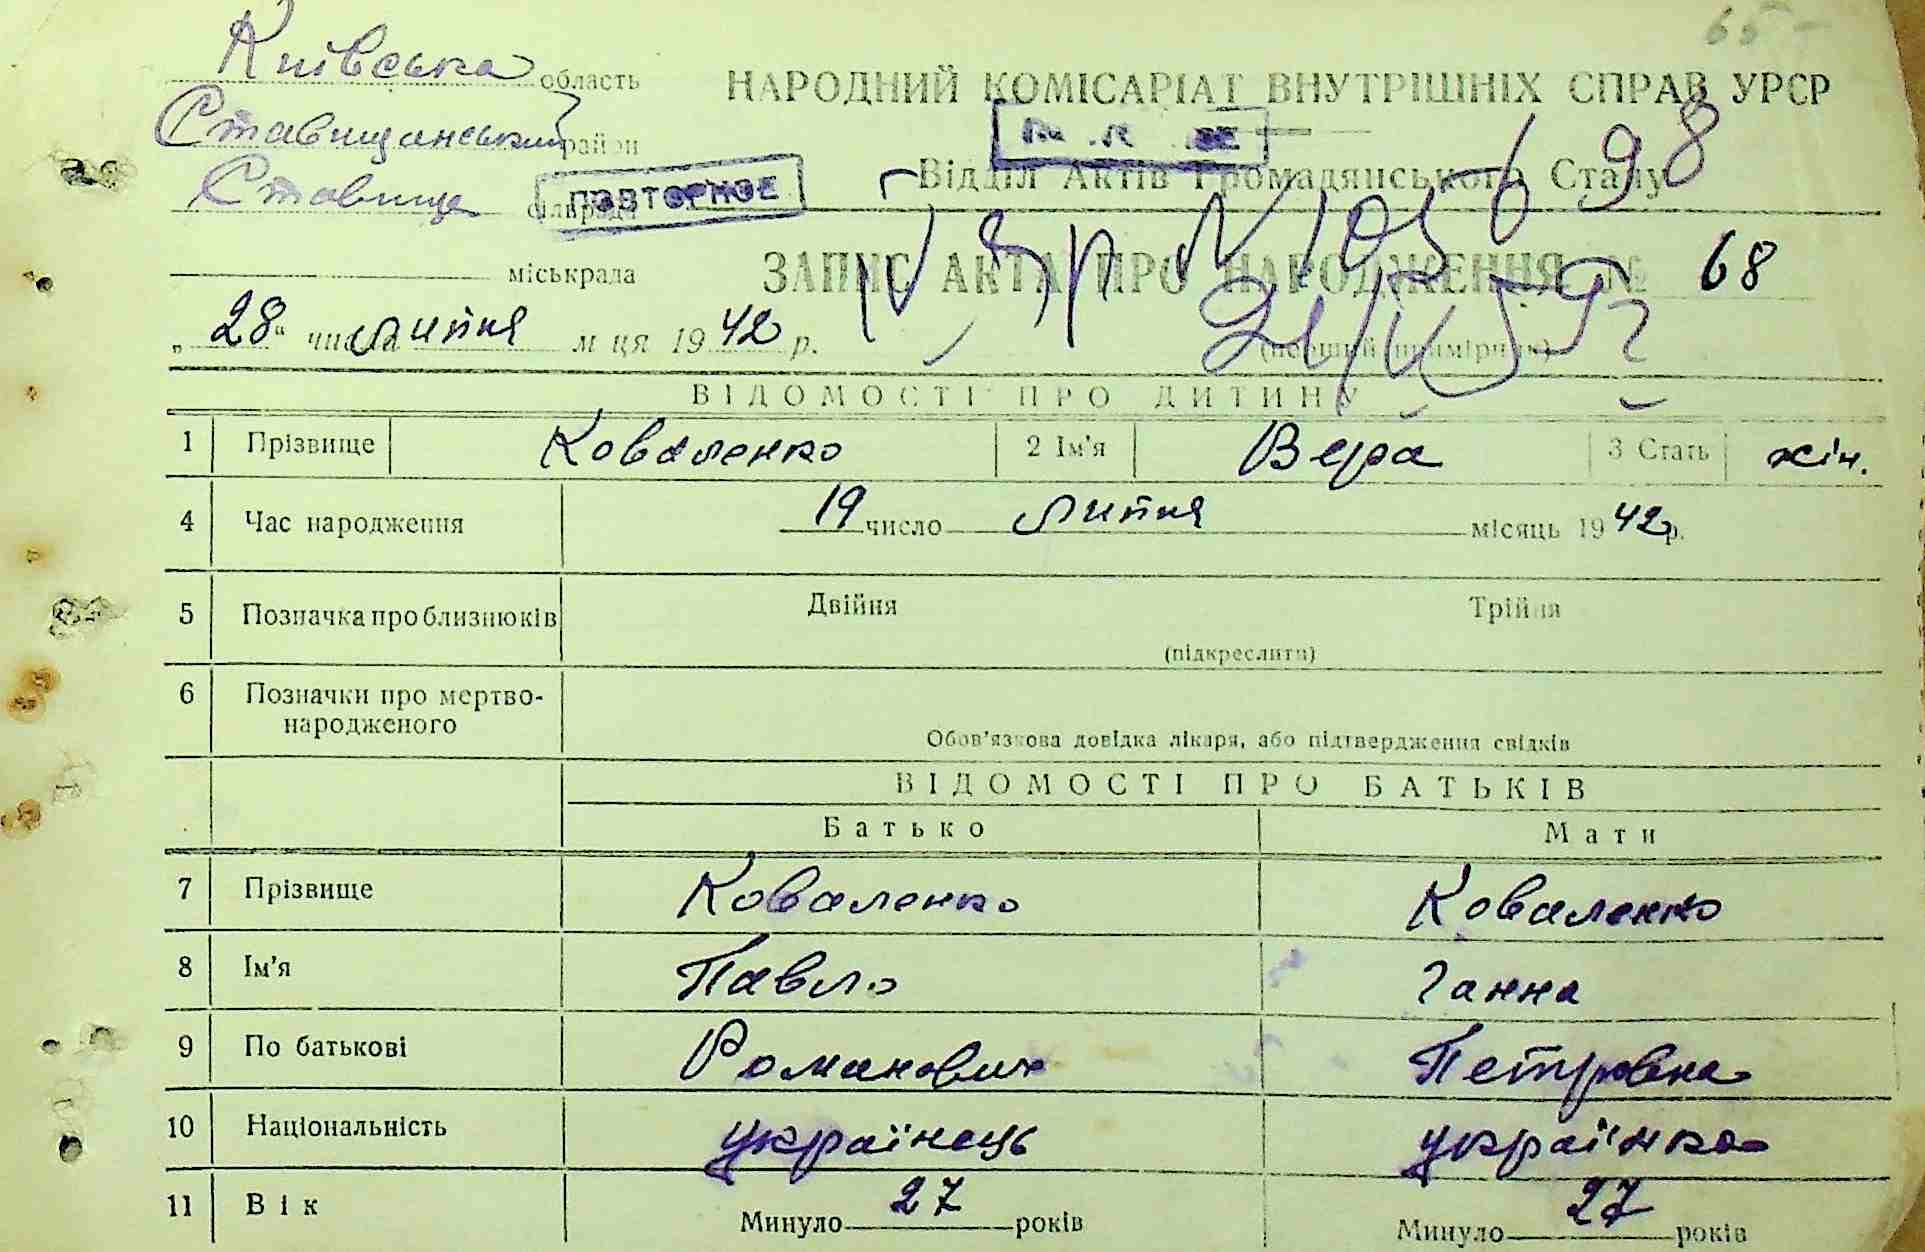 65
Київська область
НАРОДНИЙ КОМІСАРІАТ ВНУТРІШНІХ СПРАВ УРСР
Ставищанський район
Ставище сільрада
ПОВТОРНОЕ
Відділ Актів Громадянського Стану
міськрада
ЗАПИС АКТА ПРО НАРОДЖЕННЯ № 68
„28" числа липня м-ця 1942 р.
(перший примірник)
ВІДОМОСТІ ПРО ДИТИНУ
1 Прізвище Коваленко 2 Ім'я Вера 3 Стать жін.
4 Час народження 19 число липня місяць 1942 р.
5 Позначка про близнюків Двійня Трійня
(підкреслити)
6 Позначки про мертво-
народженого
Обов'язкова довідка лікаря, або підтвердження свідків
ВІДОМОСТІ ПРО БАТЬКІВ
Батько Мати
7 Прізвище Коваленко Коваленко
8 Ім'я Павло Ганна
9 По батькові Романович Петровна
10 Національність українець українка
11 Вік Минуло 27 років Минуло 27 років